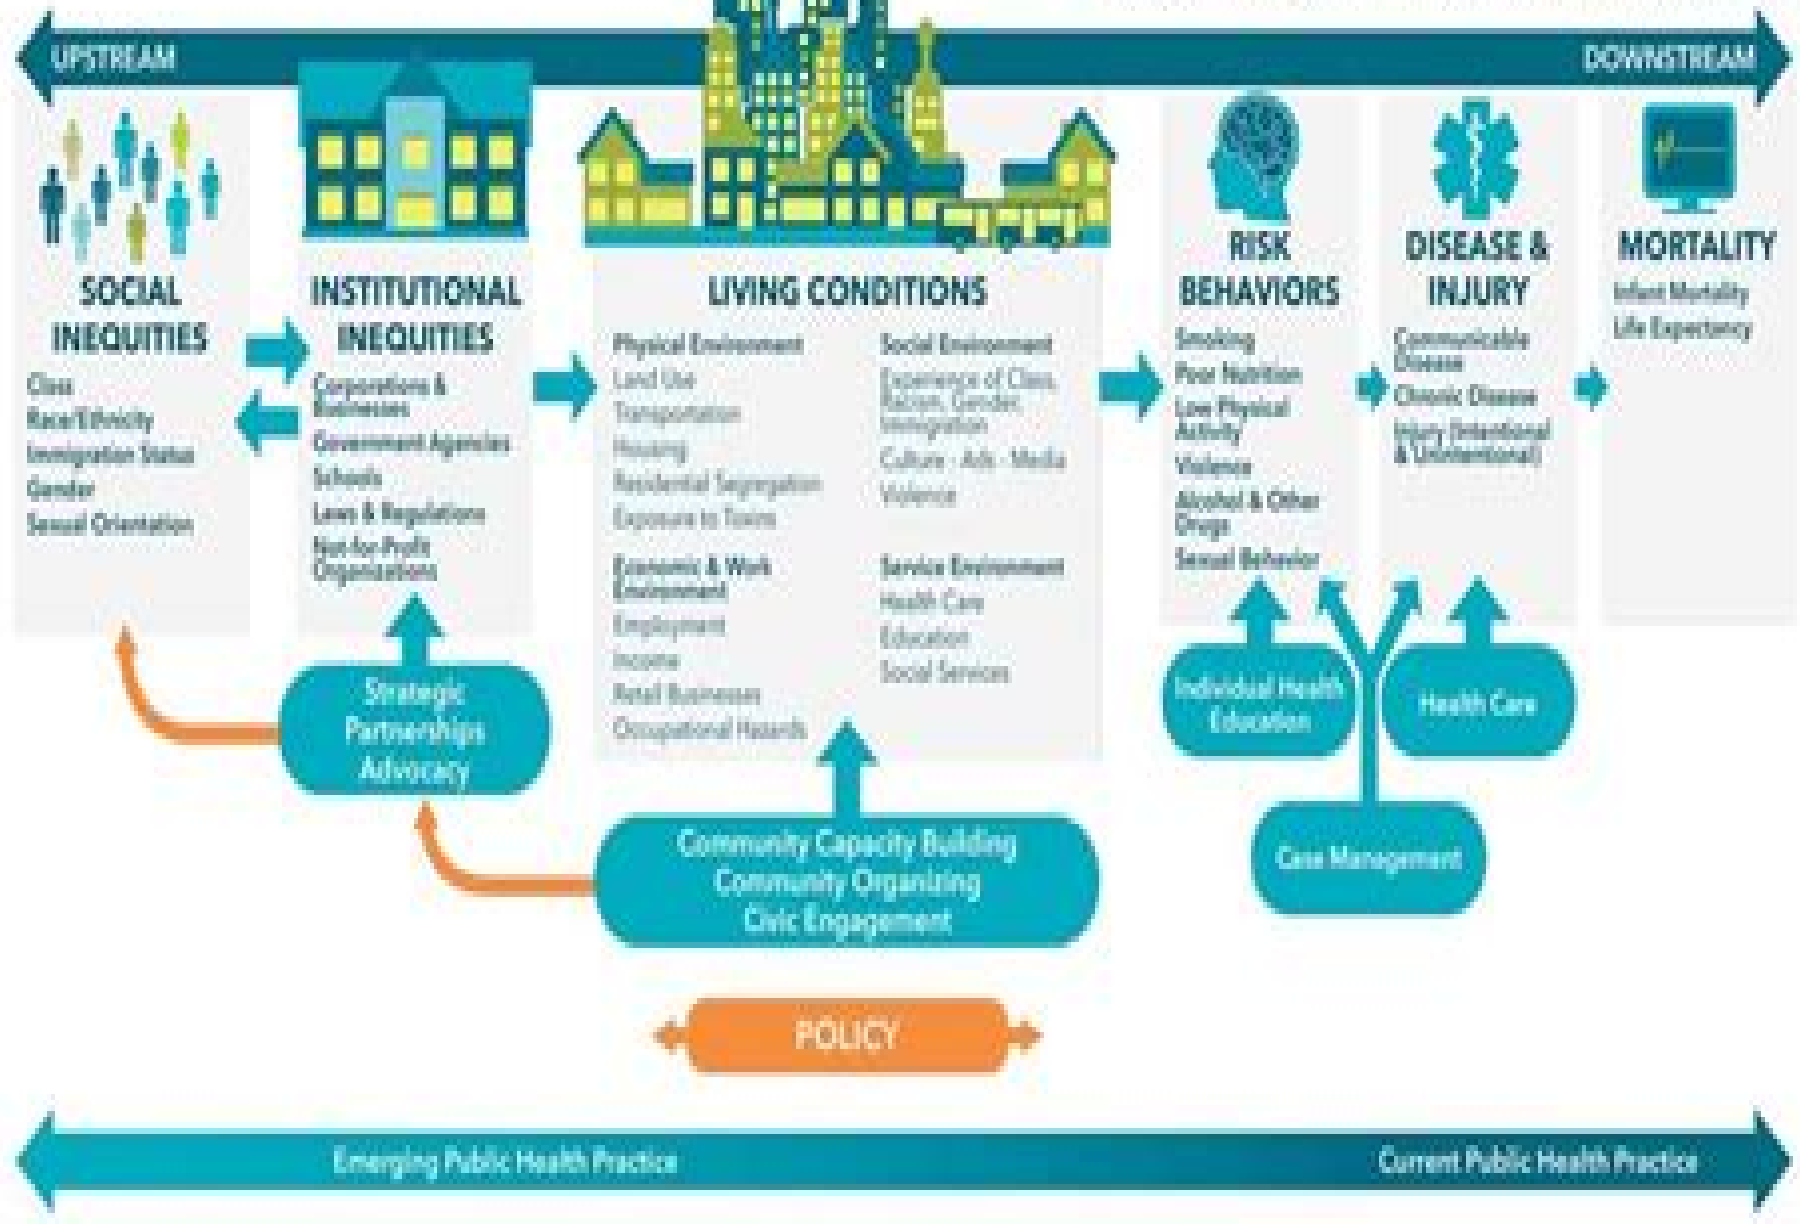 UPSTREAM
DOWNSTREAM
SOCIAL
INEQUITIES
Class
Race/Ethnicity
Immigration Status
Gender
Sexual Orientation
INSTITUTIONAL
INEQUITIES
Corporations &
Businesses
Government Agencies
Schools
Laws & Regulations
Not-for-Profit
Organizations
LIVING CONDITIONS
Physical Environment
Land Use
Transportation
Housing
Residential Segregation
Exposure to Toxins
Economic & Work
Environment
Employment
Income
Retail Businesses
Occupational Hazards
Social Environment
Experience of Class,
Racism, Gender,
Immigration
Culture - Ads - Media
Violence
Service Environment
Health Care
Education
Social Services
RISK
BEHAVIORS
Smoking
Poor Nutrition
Low Physical
Activity
Violence
Alcohol & Other
Drugs
Sexual Behavior
DISEASE &
INJURY
Communicable
Disease
Chronic Disease
Injury (Intentional
& Unintentional)
MORTALITY
Infant Mortality
Life Expectancy
Strategic
Partnerships
Advocacy
Individual Health
Education
Health Care
Community Capacity Building
Community Organizing
Civic Engagement
Case Management
POLICY
Emerging Public Health Practice
Current Public Health Practice